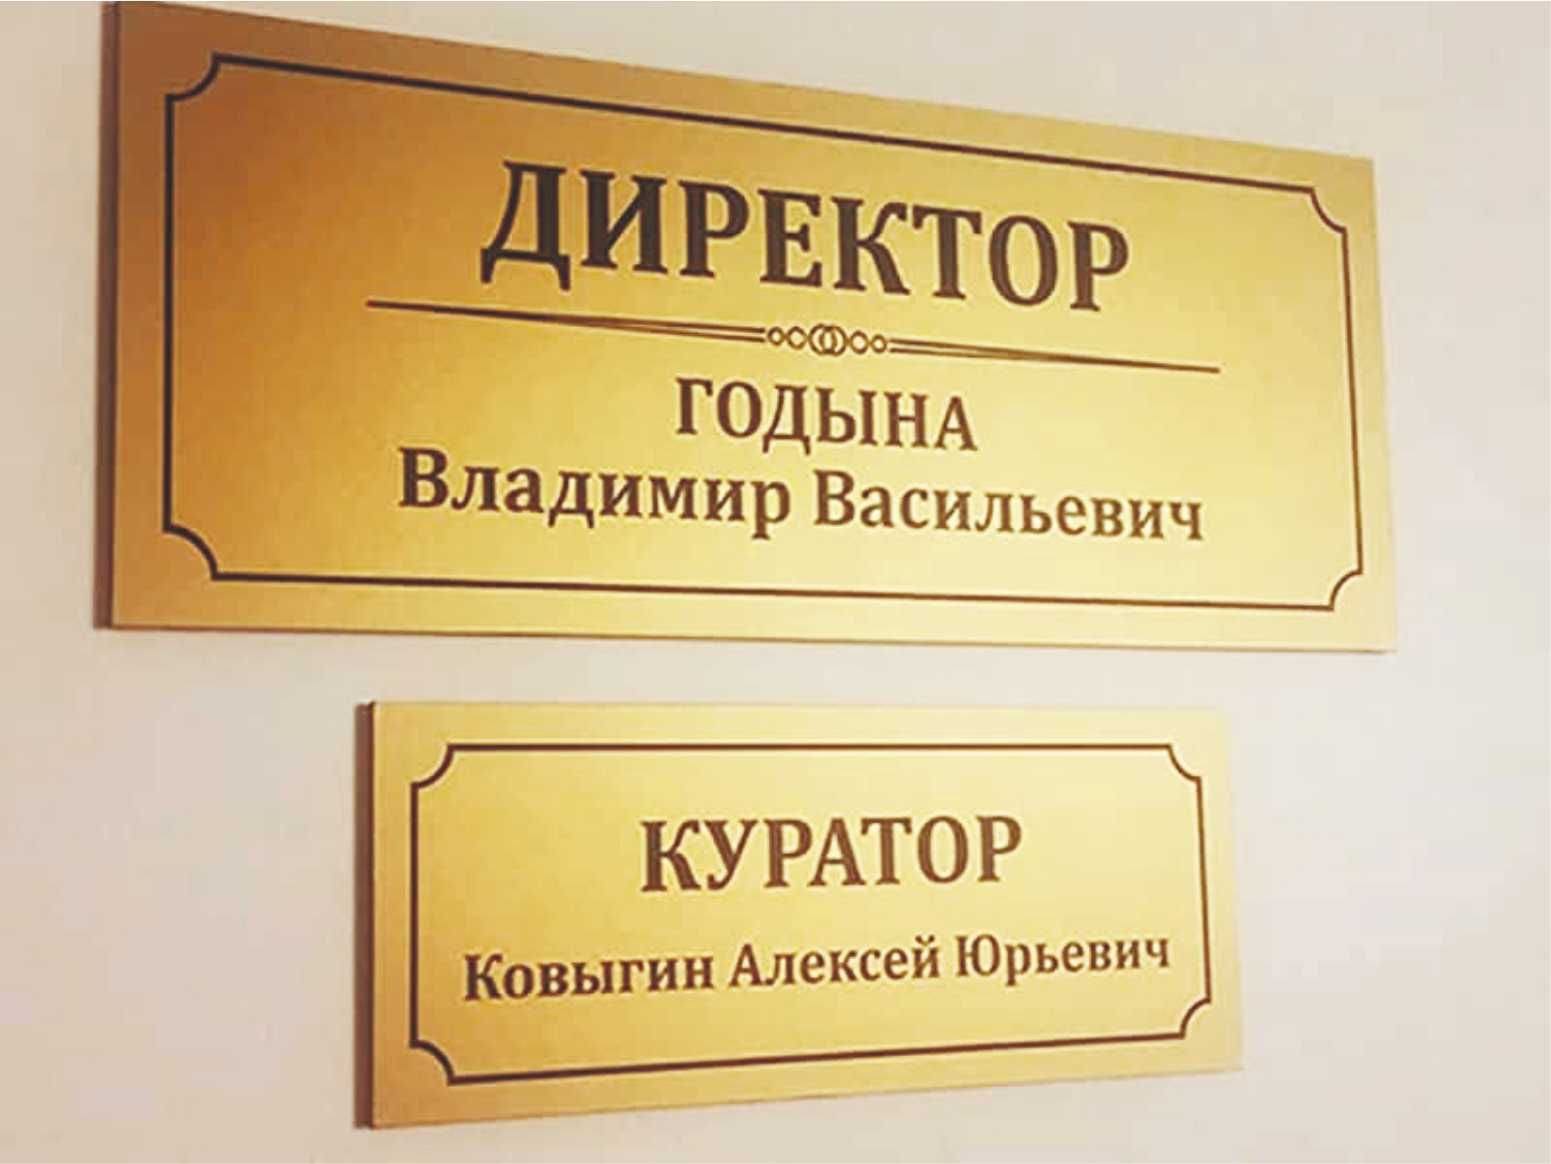 ДИРЕКТОР
ГОДЫНА
Владимир Васильевич
КУРАТОР
Ковыгин Алексей Юрьевич